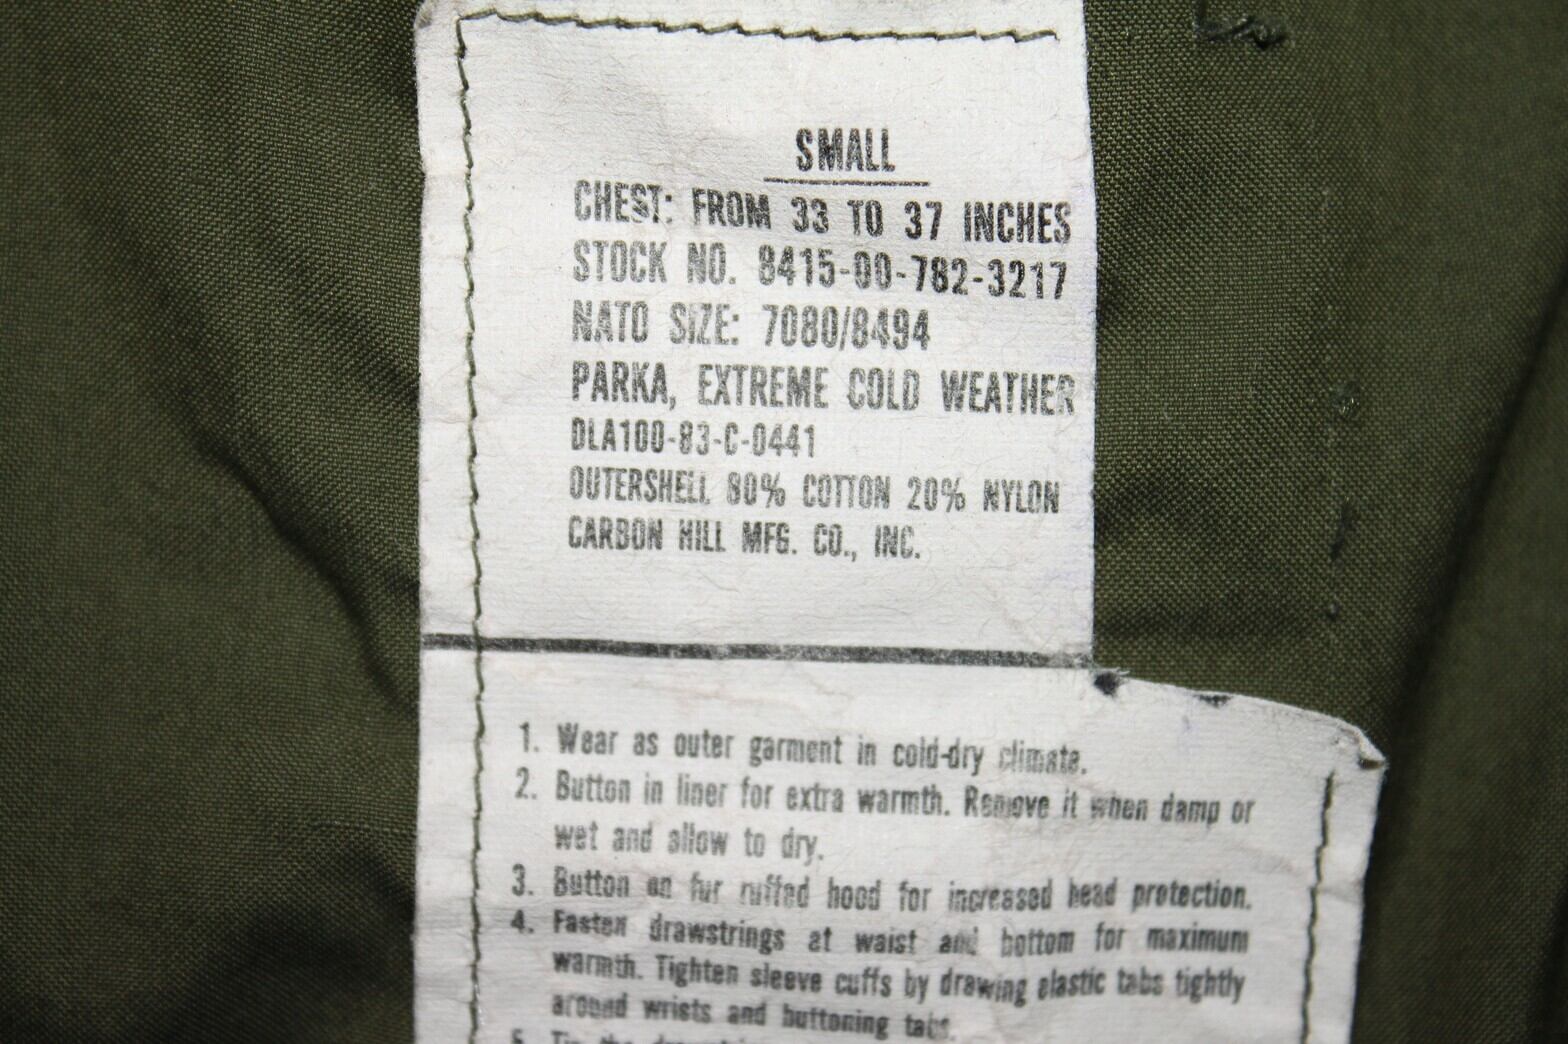 SMALL
CHEST: FROM 33 TO 37 INCHES
STOCK NO. 8415-00-782-3217
NATO SIZE: 7080/8494
PARKA, EXTREME COLD WEATHER
DLA100-83-C-0441
OUTERSHELL 80% COTTON 20% NYLON
CARBON HILL MFG. CO., INC.
1. Wear as outer garment in cold-dry climate.
2. Button in liner for extra warmth. Remove it when damp or
wet and allow to dry.
3. Button on fur ruffed hood for increased head protection.
4. Fasten drawstrings at waist and bottom for maximum
warmth. Tighten sleeve cuffs by drawing elastic tabs tightly
around wrists and buttoning tabs.
5. Tie the